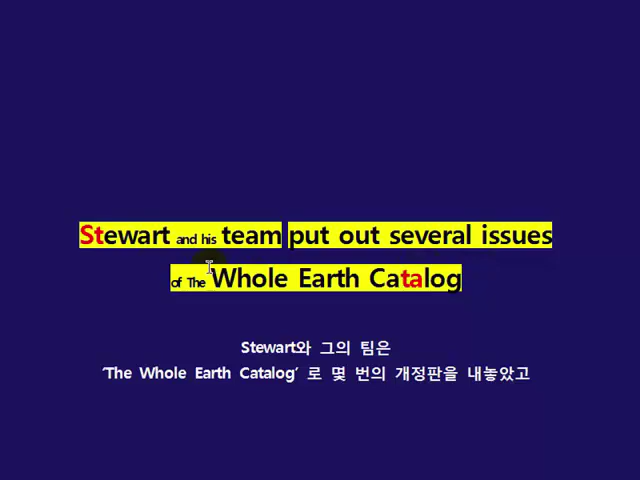 Stewart and his team put out several issues
of The Whole Earth Catalog
Stewart와 그의 팀은
‘The Whole Earth Catalog’ 로 몇 번의 개정판을 내놓았고